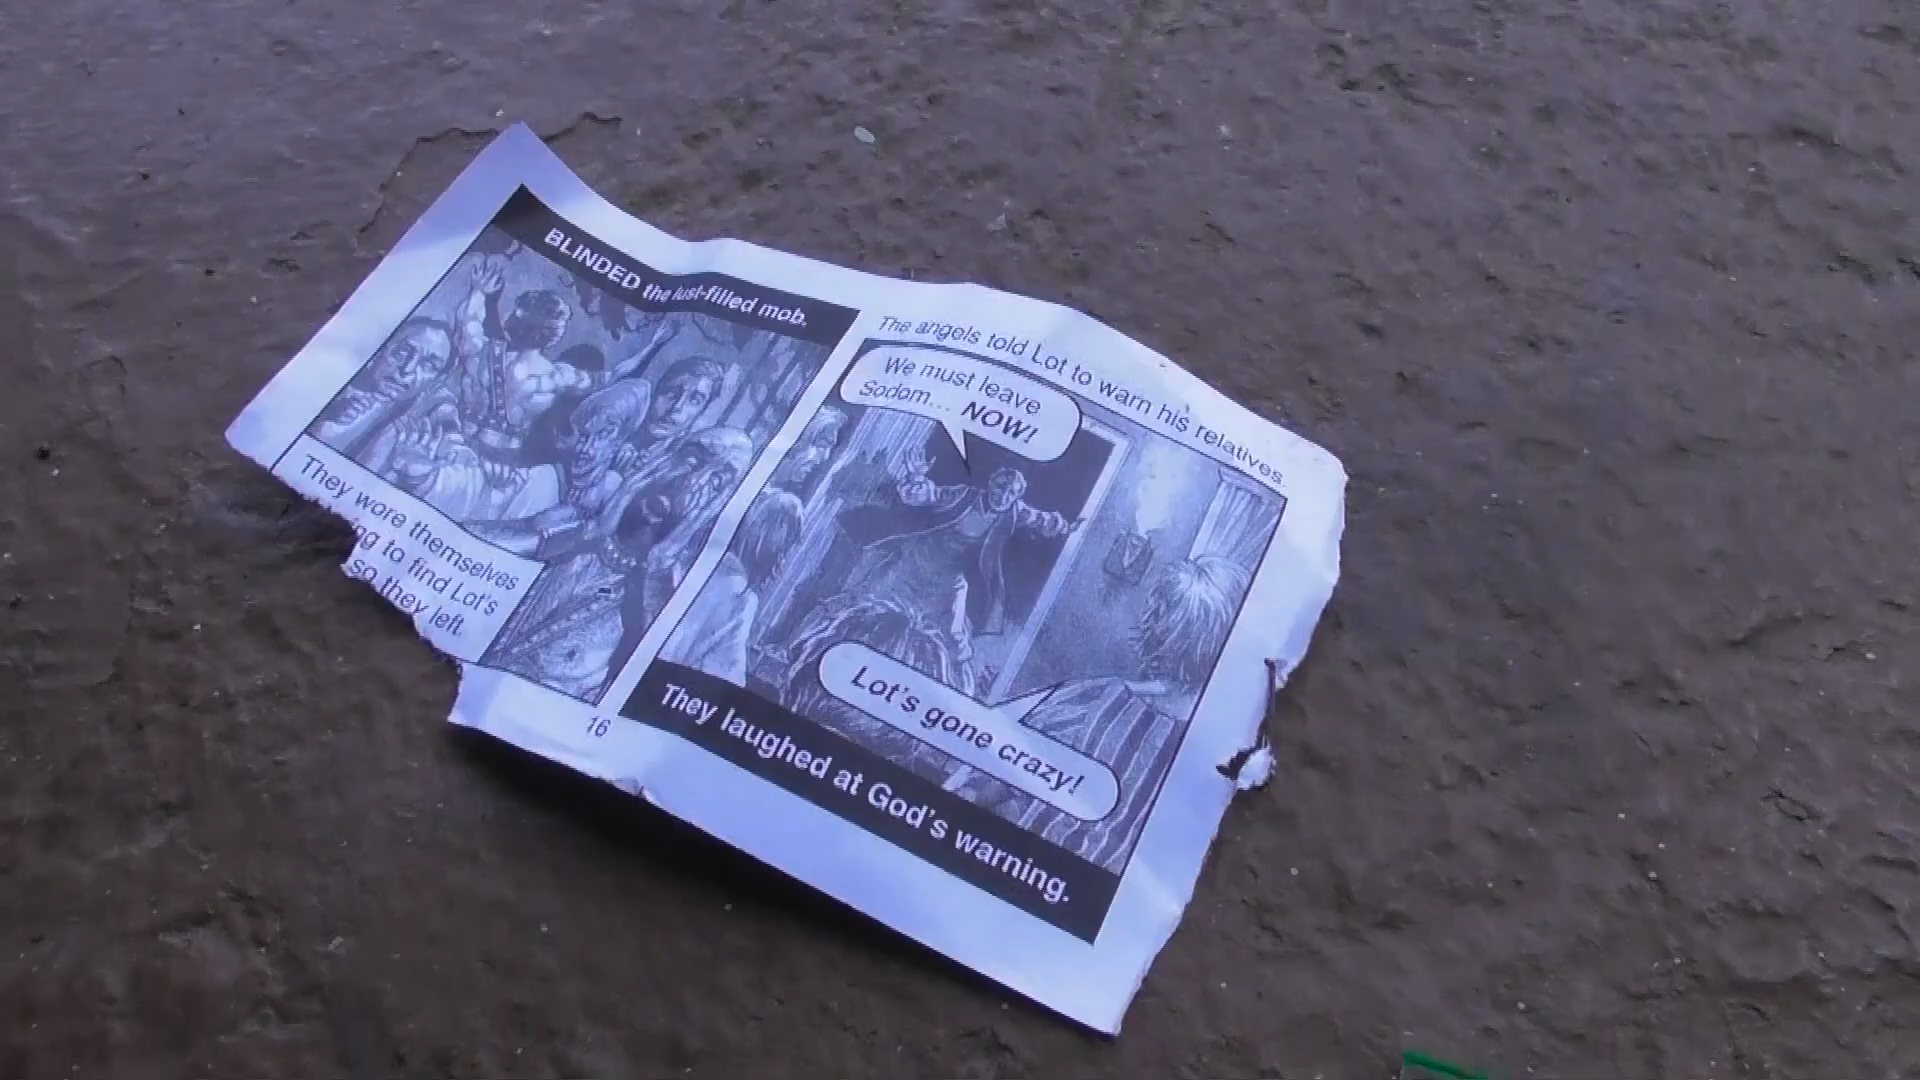 BLINDED the lust-filled mob.
They wore themselves
ng to find Lot's
so they left.
16
The angels told Lot to warn his relatives.
We must leave
Sodom... NOW!
Lot's gone crazy!
They laughed at God's warning.